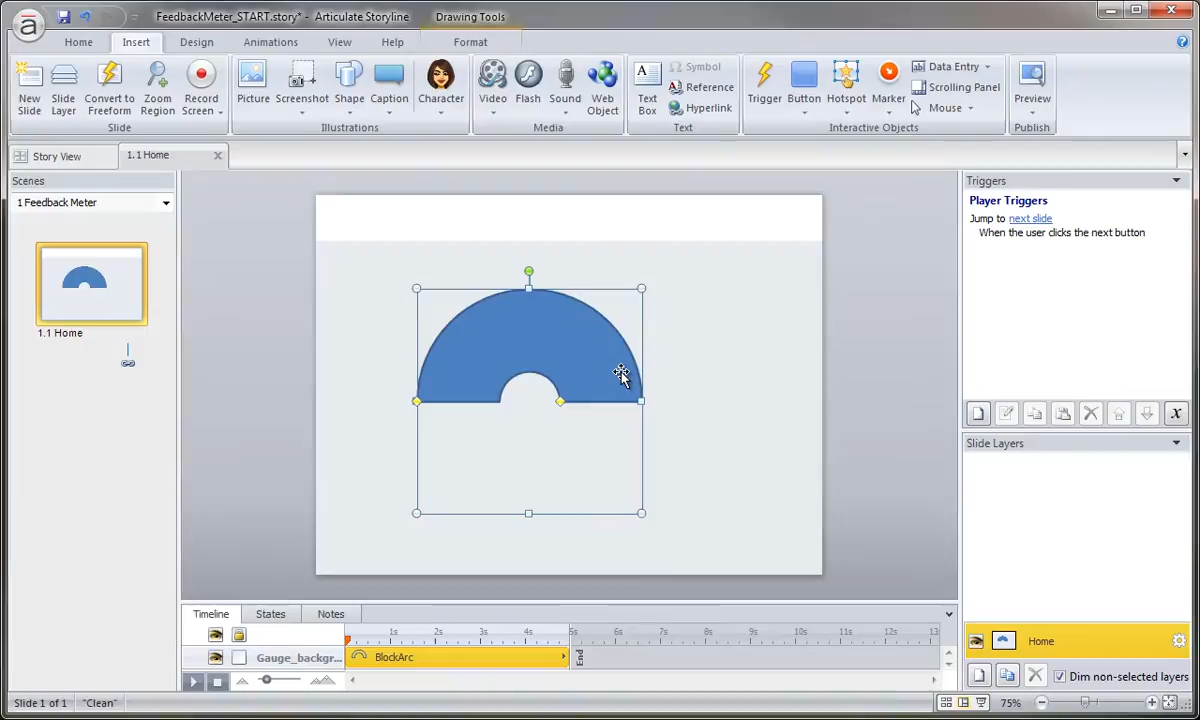 FeedbackMeter_START.story* - Articulate Storyline
Drawing Tools
Home
Insert
Design
Animations
View
Help
Format
New Slide
Slide Layer
Convert to Freeform
Zoom Region
Record Screen
Slide
Picture
Screenshot
Shape
Caption
Character
Illustrations
Video
Flash
Sound
Web Object
Media
Text Box
Symbol
Reference
Hyperlink
Text
Trigger
Button
Hotspot
Marker
Data Entry
Scrolling Panel
Mouse
Interactive Objects
Preview
Publish
Story View
1.1 Home
Scenes
1 Feedback Meter
1.1 Home
Triggers
Player Triggers
Jump to next slide
When the user clicks the next button
Slide Layers
Home
Dim non-selected layers
Timeline
States
Notes
1s 2s 3s 4s 5s 6s 7s 8s 9s 10s 11s 12s 13
Gauge_backgr...
BlockArc
End
Slide 1 of 1
"Clean"
75%